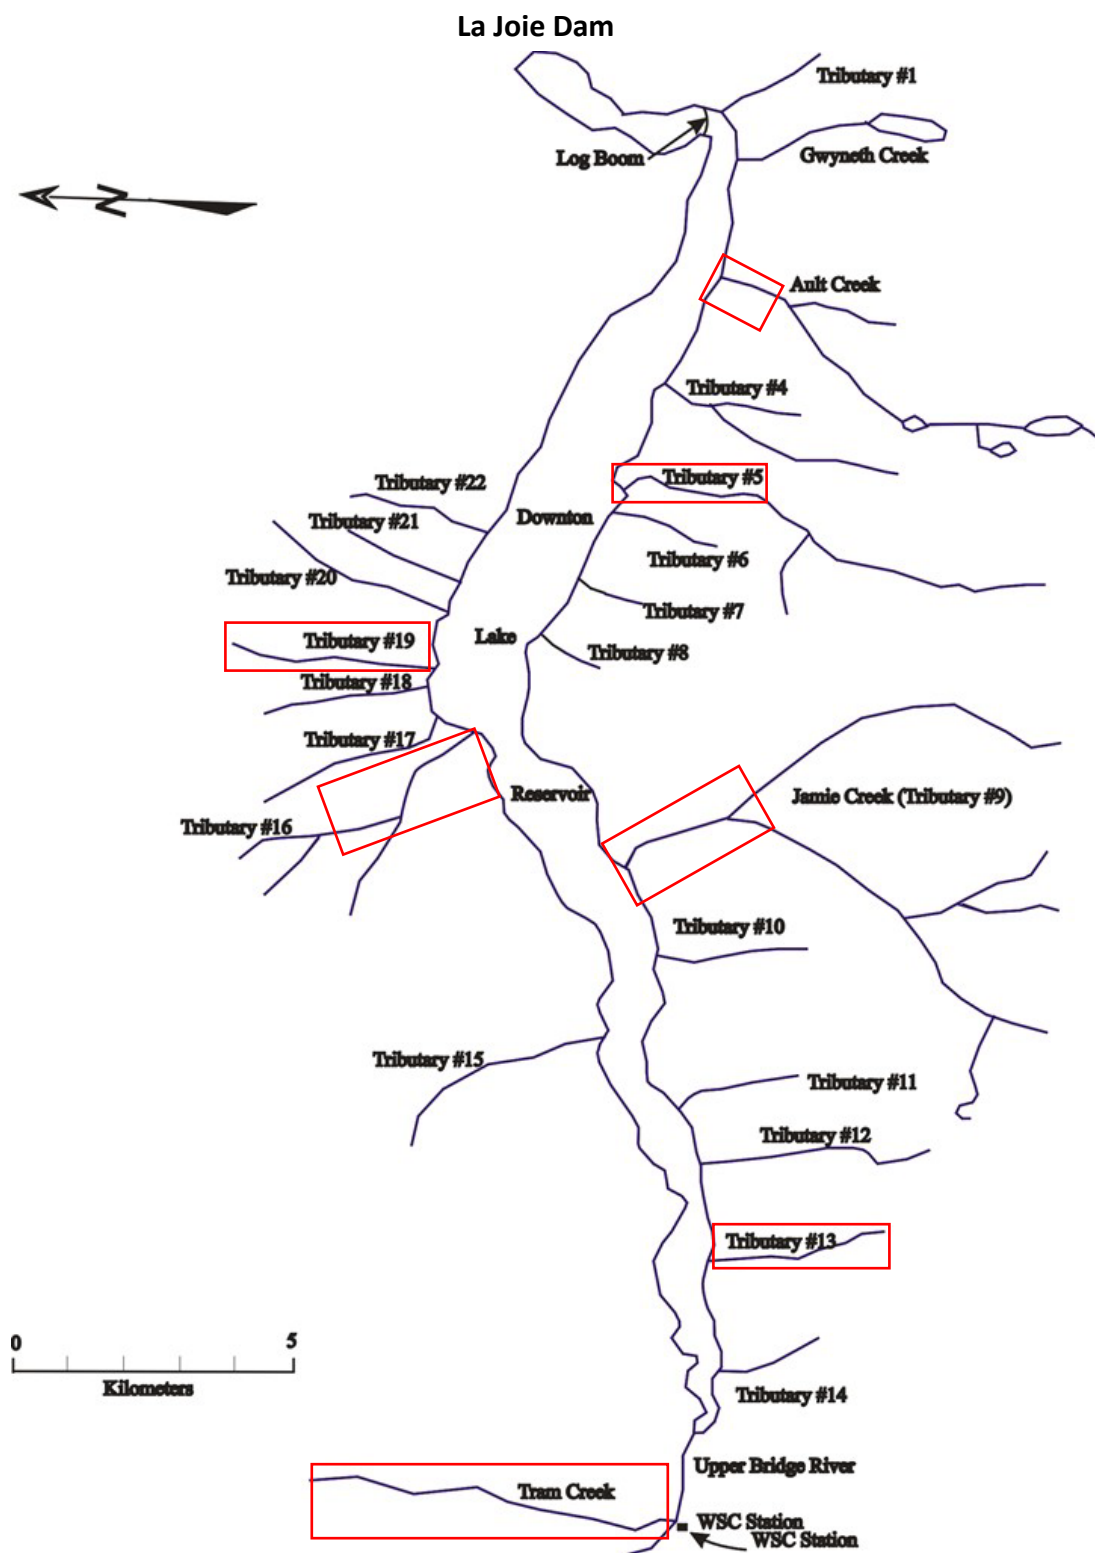 La Joie Dam
Tributary #1
Log Boom
Gwyneth Creek
N
Ault Creek
Tributary #4
Tributary #5
Tributary #22
Downton
Tributary #21
Tributary #6
Tributary #20
Tributary #7
Lake
Tributary #19
Tributary #8
Tributary #18
Tributary #17
Reservoir
Jamie Creek (Tributary #9)
Tributary #16
Tributary #10
Tributary #15
Tributary #11
Tributary #12
Tributary #13
0 5
Kilometers
Tributary #14
Upper Bridge River
Tram Creek
WSC Station
WSC Station